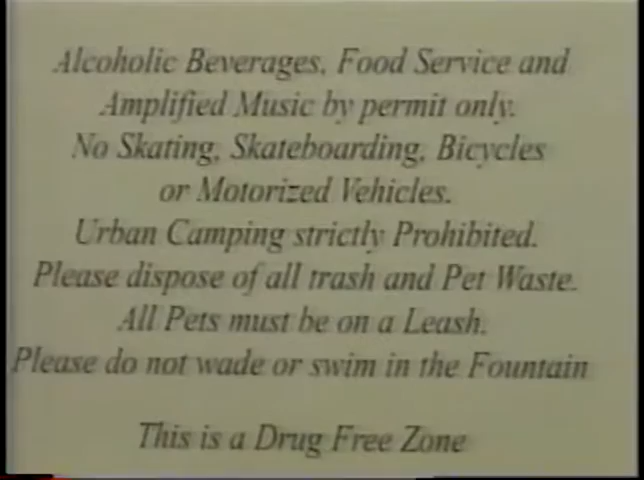 Alcoholic Beverages, Food Service and
Amplified Music by permit only.
No Skating, Skateboarding, Bicycles
or Motorized Vehicles.
Urban Camping strictly Prohibited.
Please dispose of all trash and Pet Waste.
All Pets must be on a Leash.
Please do not wade or swim in the Fountain
This is a Drug Free Zone